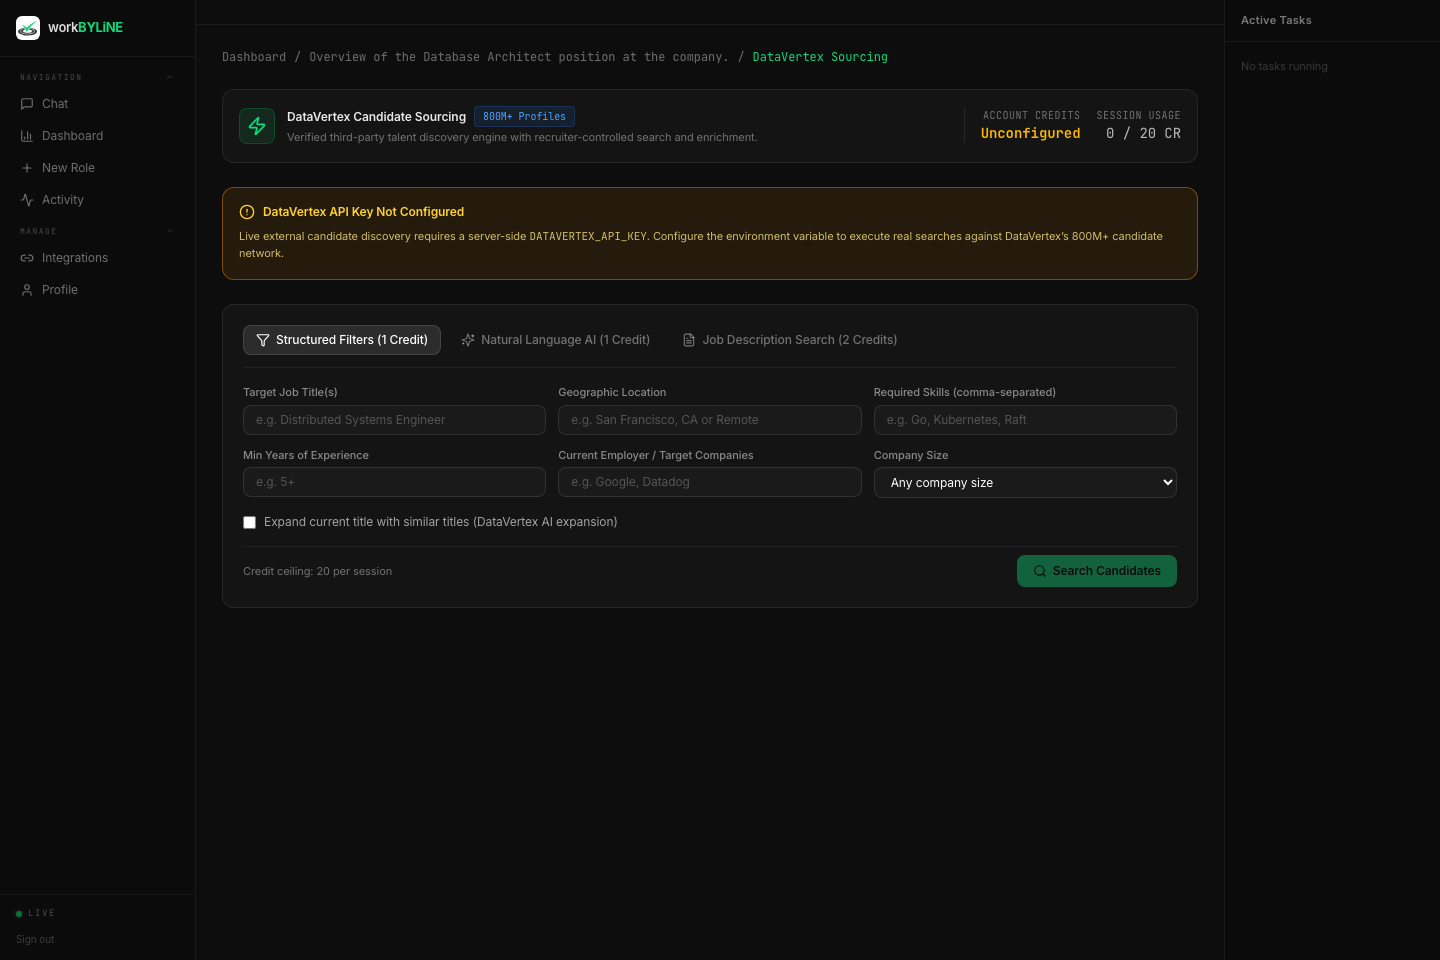 workBYLiNE
NAVIGATION
Chat
Dashboard
New Role
Activity
MANAGE
Integrations
Profile
LIVE
Sign out
Dashboard / Overview of the Database Architect position at the company. / DataVertex Sourcing
DataVertex Candidate Sourcing
800M+ Profiles
Verified third-party talent discovery engine with recruiter-controlled search and enrichment.
ACCOUNT CREDITS
Unconfigured
SESSION USAGE
0 / 20 CR
DataVertex API Key Not Configured
Live external candidate discovery requires a server-side DATAVERTEX_API_KEY. Configure the environment variable to execute real searches against DataVertex’s 800M+ candidate
network.
Structured Filters (1 Credit)
Natural Language AI (1 Credit)
Job Description Search (2 Credits)
Target Job Title(s)
e.g. Distributed Systems Engineer
Geographic Location
e.g. San Francisco, CA or Remote
Required Skills (comma-separated)
e.g. Go, Kubernetes, Raft
Min Years of Experience
e.g. 5+
Current Employer / Target Companies
e.g. Google, Datadog
Company Size
Any company size
Expand current title with similar titles (DataVertex AI expansion)
Credit ceiling: 20 per session
Search Candidates
Active Tasks
No tasks running